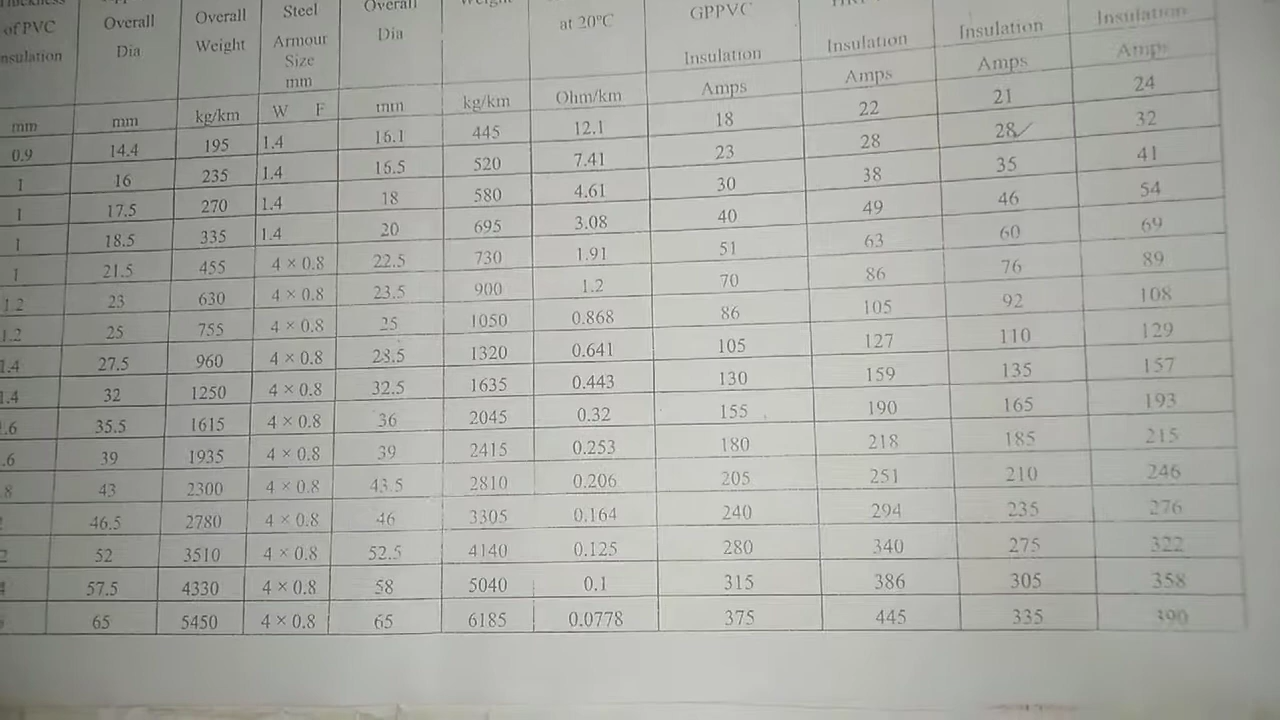 of PVC Overall Overall Steel Overall at 20ºC GPPVC
Insulation Dia Weight Armour Size mm Dia Insulation Insulation Insulation Insulation
Amps Amps Amps Amps
mm mm kg/km W F mm kg/km Ohm/km
0.9 14.4 195 1.4 16.1 445 12.1 18 22 21 24
1 16 235 1.4 16.5 520 7.41 23 28 28 32
1 17.5 270 1.4 18 580 4.61 30 38 35 41
1 18.5 335 1.4 20 695 3.08 40 49 46 54
1 21.5 455 4 × 0.8 22.5 730 1.91 51 63 60 69
1.2 23 630 4 × 0.8 23.5 900 1.2 70 86 76 89
1.2 25 755 4 × 0.8 25 1050 0.868 86 105 92 108
1.4 27.5 960 4 × 0.8 28.5 1320 0.641 105 127 110 129
1.4 32 1250 4 × 0.8 32.5 1635 0.443 130 159 135 157
.6 35.5 1615 4 × 0.8 36 2045 0.32 155 190 165 193
.6 39 1935 4 × 0.8 39 2415 0.253 180 218 185 215
8 43 2300 4 × 0.8 43.5 2810 0.206 205 251 210 246
46.5 2780 4 × 0.8 46 3305 0.164 240 294 235 276
2 52 3510 4 × 0.8 52.5 4140 0.125 280 340 275 322
4 57.5 4330 4 × 0.8 58 5040 0.1 315 386 305 358
65 5450 4 × 0.8 65 6185 0.0778 375 445 335 390